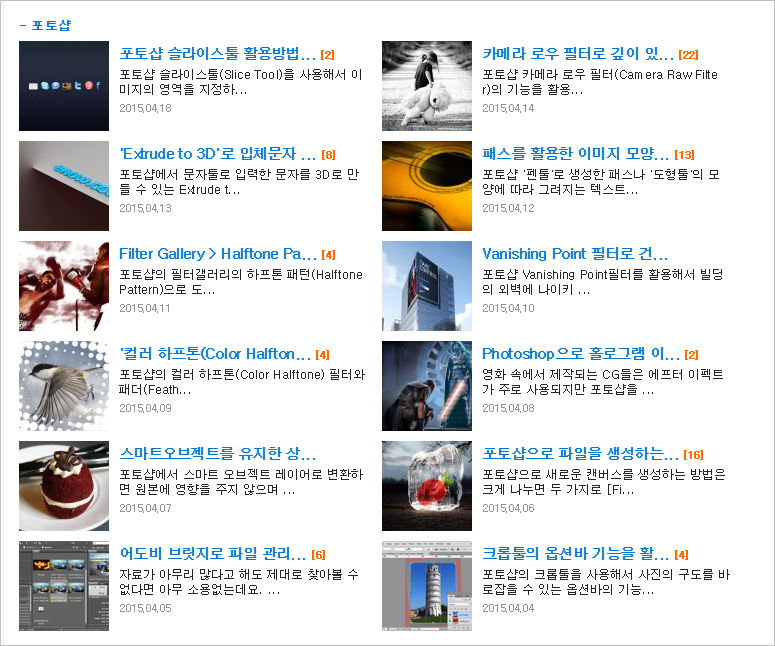 - 포토샵
포토샵 슬라이스툴 활용방법... [2]
포토샵 슬라이스툴(Slice Tool)을 사용해서 이
미지의 영역을 지정하...
2015.04.18
카메라 로우 필터로 깊이 있... [22]
포토샵 카메라 로우 필터(Camera Raw Filte
r)의 기능을 활용...
2015.04.14
'Extrude to 3D'로 입체문자 ... [8]
포토샵에서 문자툴로 입력한 문자를 3D로 만
들 수 있는 Extrude t...
2015.04.13
패스를 활용한 이미지 모양... [13]
포토샵 '펜툴'로 생성한 패스나 '도형툴'의 모
양에 따라 그려지는 텍스트...
2015.04.12
Filter Gallery > Halftone Pa... [4]
포토샵의 필터갤러리의 하프톤 패턴(Halftone
Pattern)으로 도...
2015.04.11
Vanishing Point 필터로 건...
포토샵 Vanishing Point필터를 활용해서 빌딩
의 외벽에 나이키 ...
2015.04.10
'컬러 하프톤(Color Halfton... [4]
포토샵의 컬러 하프톤(Color Halftone) 필터와
패더(Feath...
2015.04.09
Photoshop으로 홀로그램 이... [2]
영화 속에서 제작되는 CG들은 에프터 이펙트
가 주로 사용되지만 포토샵을 ...
2015.04.08
스마트오브젝트를 유지한 상...
포토샵에서 스마트 오브젝트 레이어로 변환하
면 원본에 영향을 주지 않으며 ...
2015.04.07
포토샵으로 파일을 생성하는... [16]
포토샵으로 새로운 캔버스를 생성하는 방법은
크게 나누면 두 가지로 [Fi...
2015.04.06
어도비 브릿지로 파일 관리... [6]
자료가 아무리 많다고 해도 제대로 찾아볼 수
없다면 아무 소용없는데요. ...
2015.04.05
크롭툴의 옵션바 기능을 활... [4]
포토샵의 크롭툴을 사용해서 사진의 구도를 바
로잡을 수 있는 옵션바의 기능...
2015.04.04